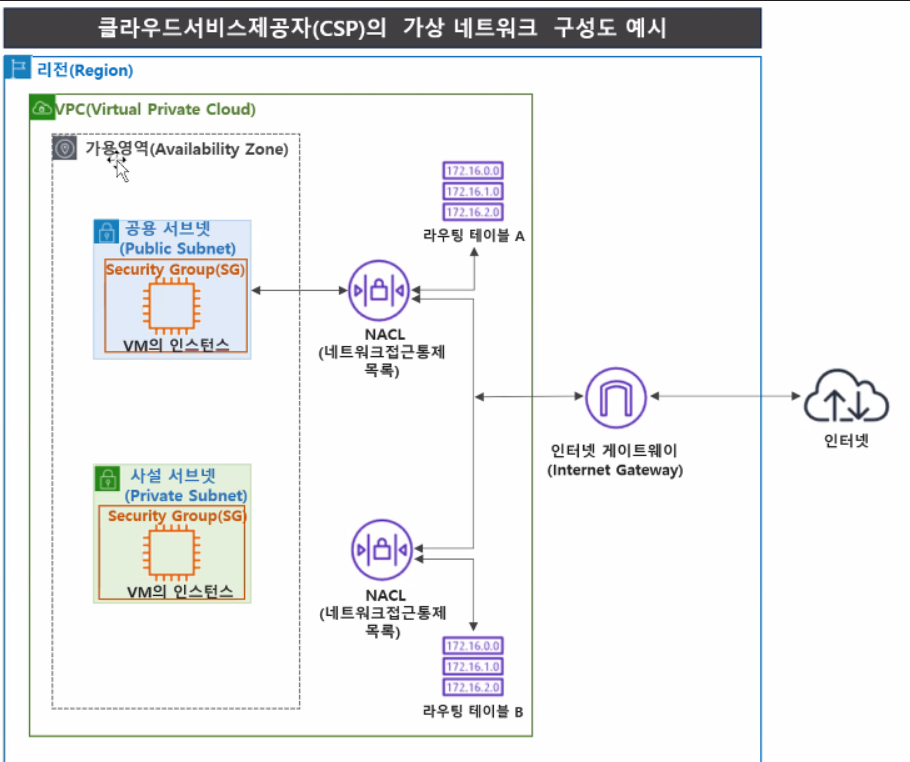 클라우드서비스제공자(CSP)의 가상 네트워크 구성도 예시
리전(Region)
VPC(Virtual Private Cloud)
가용영역(Availability Zone)
172.16.0.0
172.16.1.0
172.16.2.0
라우팅 테이블 A
공용 서브넷
(Public Subnet)
Security Group(SG)
VM의 인스턴스
NACL
(네트워크접근통제
목록)
인터넷 게이트웨이
(Internet Gateway)
인터넷
사설 서브넷
(Private Subnet)
Security Group(SG)
VM의 인스턴스
NACL
(네트워크접근통제
목록)
172.16.0.0
172.16.1.0
172.16.2.0
라우팅 테이블 B